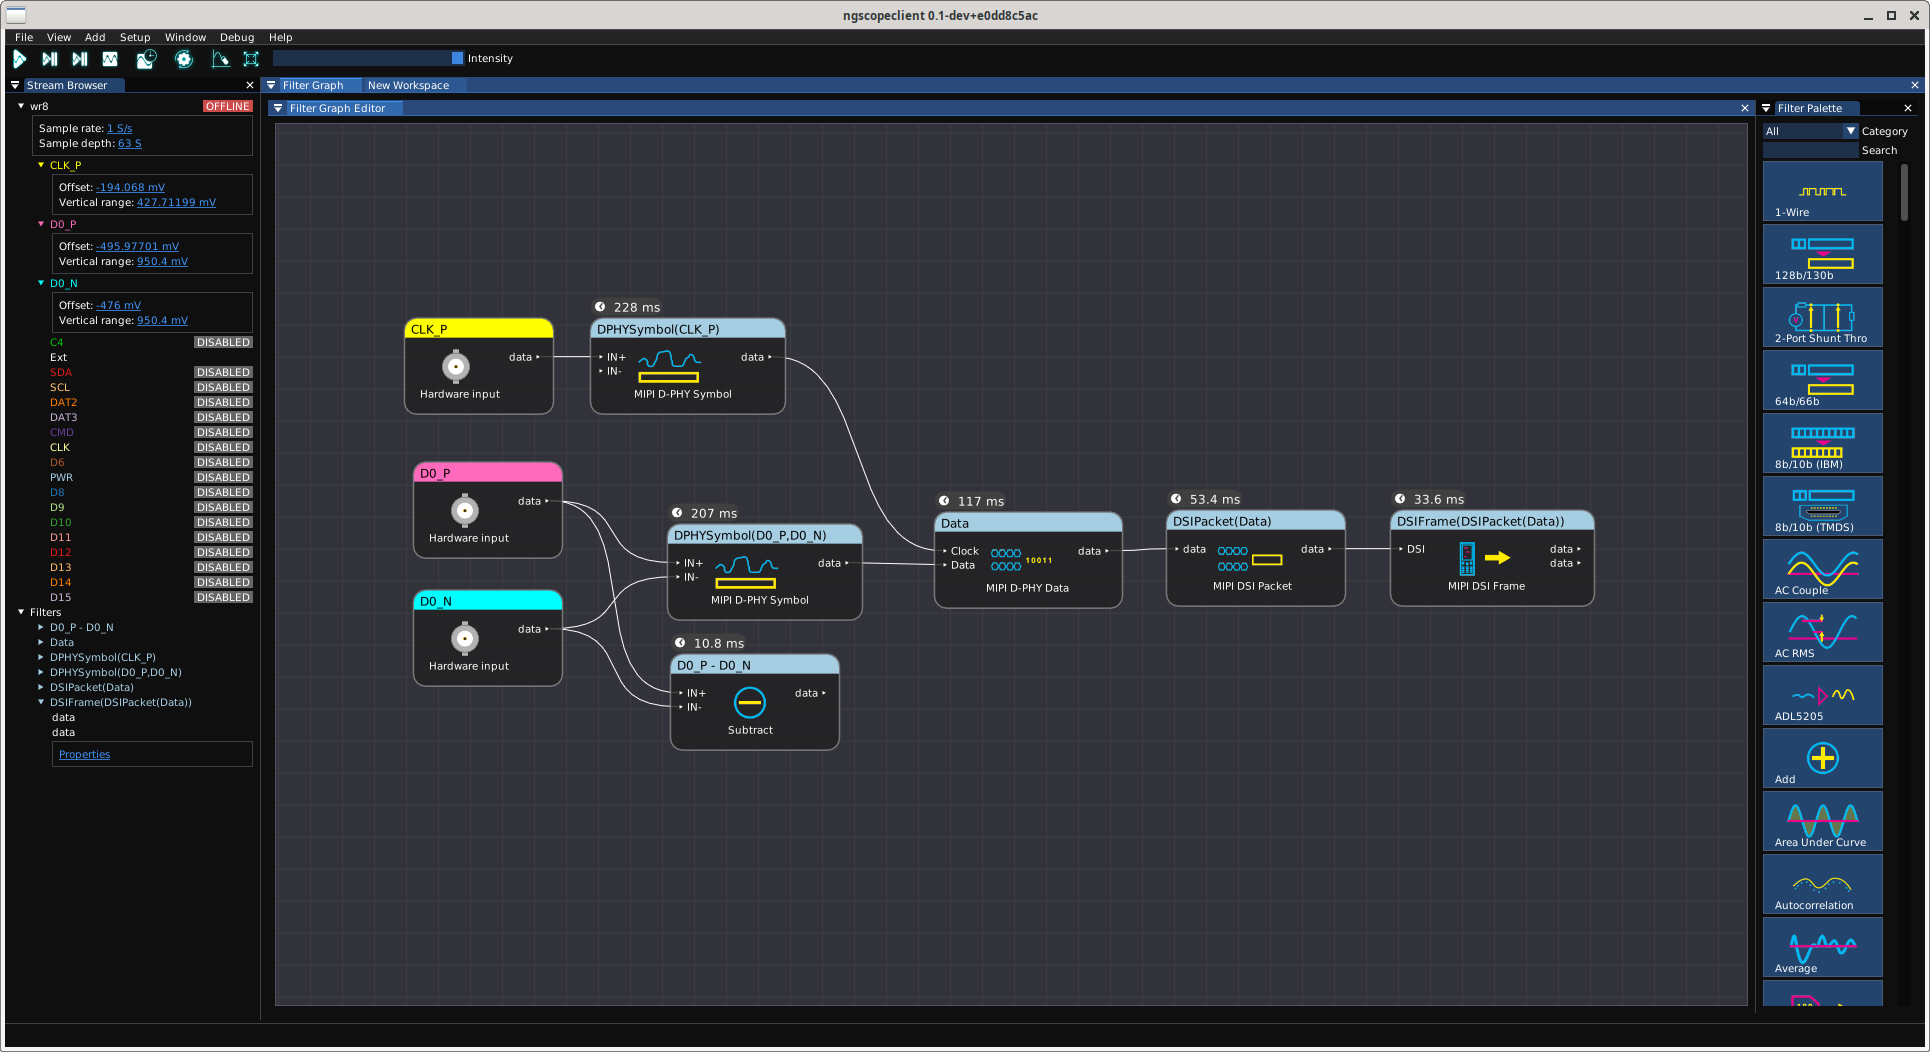 ngscopeclient 0.1-dev+e0dd8c5ac
File View Add Setup Window Debug Help
Intensity
Stream Browser
wr8 OFFLINE
Sample rate: 1 S/s
Sample depth: 63 S
CLK_P
Offset: -194.068 mV
Vertical range: 427.71199 mV
D0_P
Offset: -495.97701 mV
Vertical range: 950.4 mV
D0_N
Offset: -476 mV
Vertical range: 950.4 mV
C4 DISABLED
Ext
SDA DISABLED
SCL DISABLED
DAT2 DISABLED
DAT3 DISABLED
CMD DISABLED
CLK DISABLED
D6 DISABLED
PWR DISABLED
D8 DISABLED
D9 DISABLED
D10 DISABLED
D11 DISABLED
D12 DISABLED
D13 DISABLED
D14 DISABLED
D15 DISABLED
Filters
D0_P - D0_N
Data
DPHYSymbol(CLK_P)
DPHYSymbol(D0_P,D0_N)
DSIPacket(Data)
DSIFrame(DSIPacket(Data))
data
data
Properties
Filter Graph New Workspace
Filter Graph Editor
CLK_P
data
Hardware input
228 ms
DPHYSymbol(CLK_P)
IN+ data
IN-
MIPI D-PHY Symbol
D0_P
data
Hardware input
D0_N
data
Hardware input
207 ms
DPHYSymbol(D0_P,D0_N)
IN+ data
IN-
MIPI D-PHY Symbol
10.8 ms
D0_P - D0_N
IN+ data
IN-
Subtract
117 ms
Data
Clock data
Data
10011
MIPI D-PHY Data
53.4 ms
DSIPacket(Data)
data data
MIPI DSI Packet
33.6 ms
DSIFrame(DSIPacket(Data))
DSI data
data
MIPI DSI Frame
Filter Palette
All Category
Search
1-Wire
128b/130b
2-Port Shunt Thro
64b/66b
8b/10b (IBM)
8b/10b (TMDS)
AC Couple
AC RMS
ADL5205
Add
Area Under Curve
Autocorrelation
Average